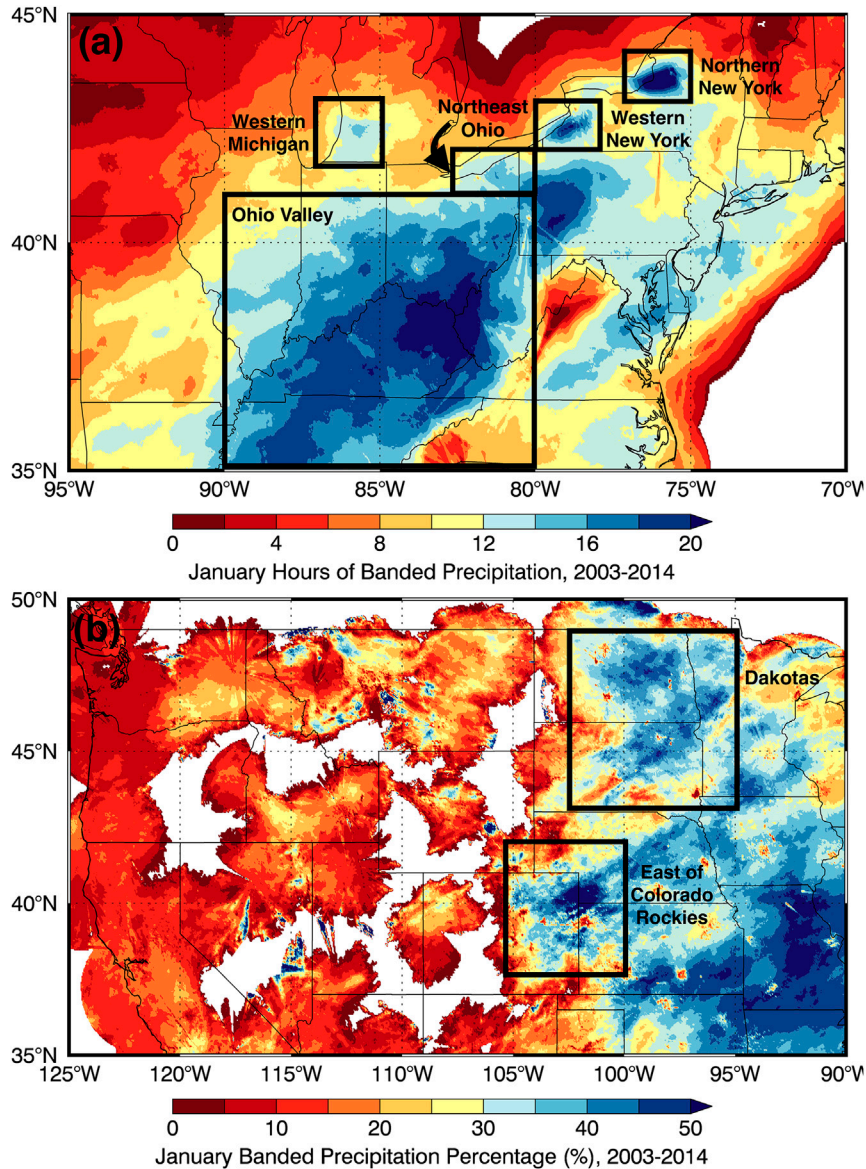 (a)
45°N
40°N
35°N
Western
Michigan
Northeast
Ohio
Northern
New York
Western
New York
Ohio Valley
95°W 90°W 85°W 80°W 75°W 70°W
0 4 8 12 16 20
January Hours of Banded Precipitation, 2003-2014
(b)
50°N
45°N
40°N
35°N
Dakotas
East of
Colorado
Rockies
125°W 120°W 115°W 110°W 105°W 100°W 95°W 90°W
0 10 20 30 40 50
January Banded Precipitation Percentage (%), 2003-2014